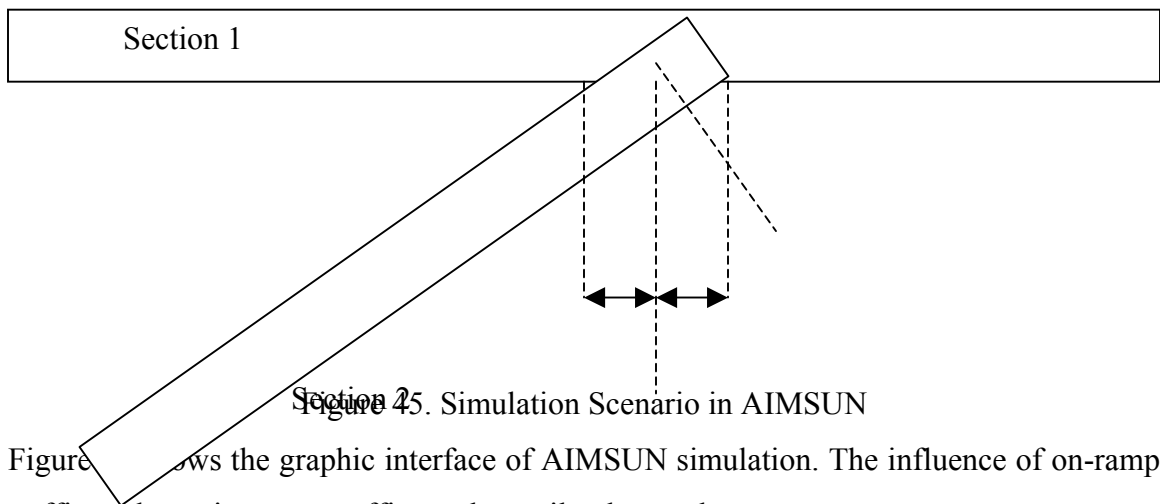 Section 1
Section 2
Figure 45. Simulation Scenario in AIMSUN
Figure shows the graphic interface of AIMSUN simulation. The influence of on-ramp